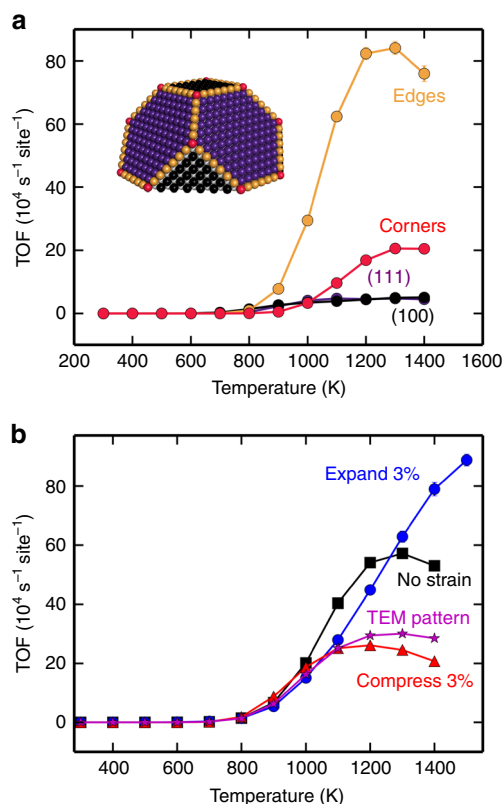 a
80
60
40
20
0
TOF (10⁴ s⁻¹ site⁻¹)
Edges
Corners
(111)
(100)
200 400 600 800 1000 1200 1400 1600
Temperature (K)
b
80
60
40
20
0
TOF (10⁴ s⁻¹ site⁻¹)
Expand 3%
No strain
TEM pattern
Compress 3%
400 600 800 1000 1200 1400
Temperature (K)